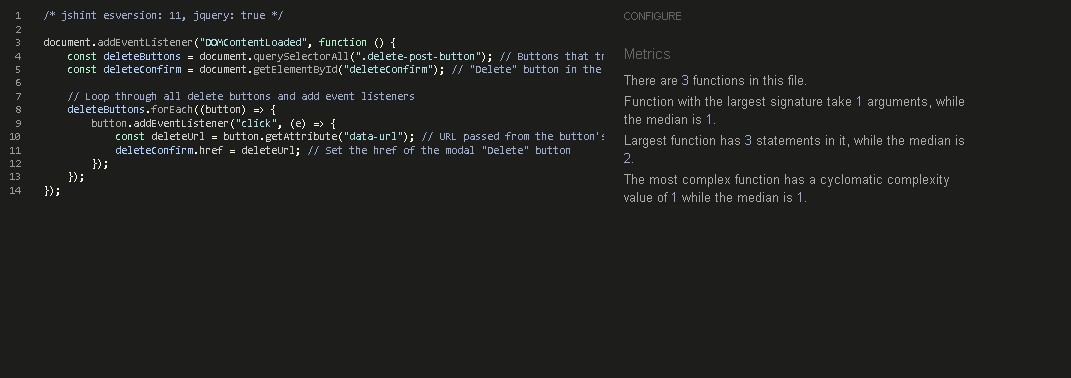 1 /* jshint esversion: 11, jquery: true */
2
3 document.addEventListener("DOMContentLoaded", function () {
4 const deleteButtons = document.querySelectorAll(".delete-post-button"); // Buttons that tr
5 const deleteConfirm = document.getElementById("deleteConfirm"); // "Delete" button in the
6
7 // Loop through all delete buttons and add event listeners
8 deleteButtons.forEach((button) => {
9 button.addEventListener("click", (e) => {
10 const deleteUrl = button.getAttribute("data-url"); // URL passed from the button's
11 deleteConfirm.href = deleteUrl; // Set the href of the modal "Delete" button
12 });
13 });
14 });
CONFIGURE
Metrics
There are 3 functions in this file.
Function with the largest signature take 1 arguments, while
the median is 1.
Largest function has 3 statements in it, while the median is
2.
The most complex function has a cyclomatic complexity
value of 1 while the median is 1.